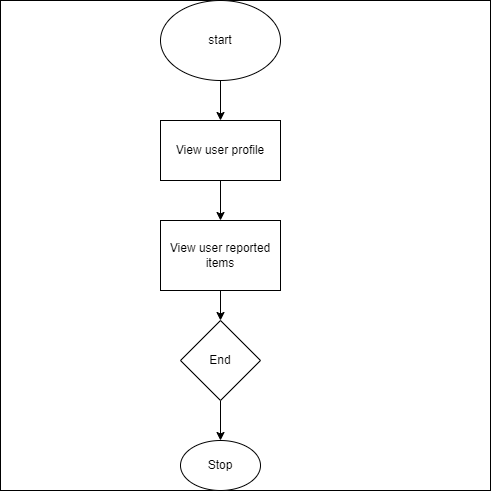 start
View user profile
View user reported
items
End
Stop